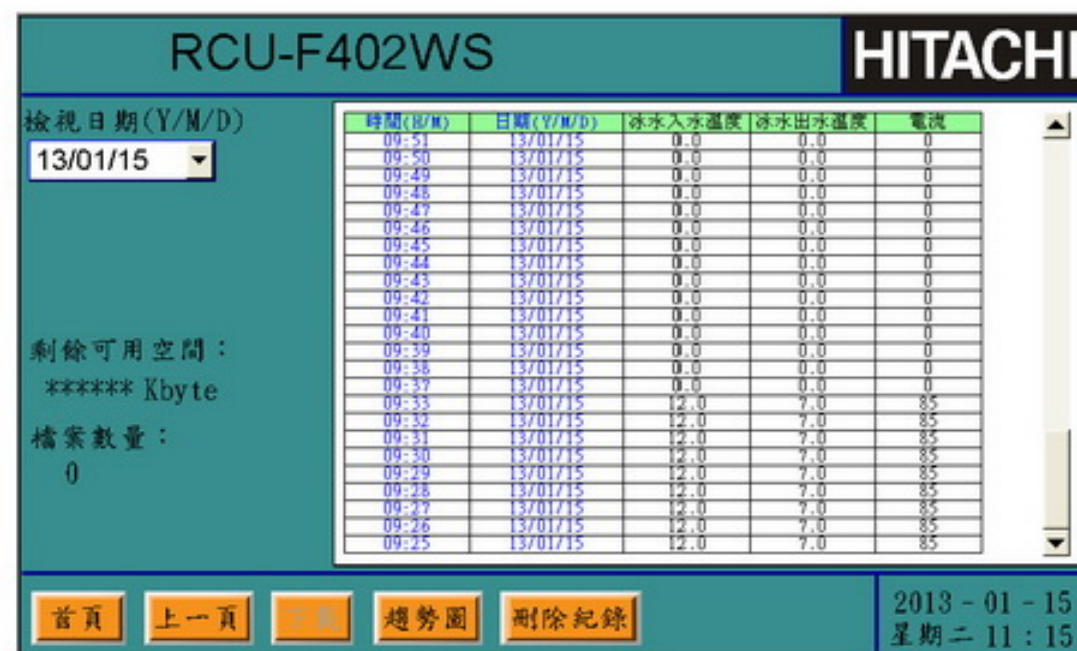 RCU-F402WS
HITACHI
檢視日期(Y/M/D)
13/01/15
時間(H/M) 日期(Y/M/D) 冰水入水溫度 冰水出水溫度 電流
09:51 13/01/15 0.0 0.0 0
09:50 13/01/15 0.0 0.0 0
09:49 13/01/15 0.0 0.0 0
09:48 13/01/15 0.0 0.0 0
09:47 13/01/15 0.0 0.0 0
09:46 13/01/15 0.0 0.0 0
09:45 13/01/15 0.0 0.0 0
09:44 13/01/15 0.0 0.0 0
09:43 13/01/15 0.0 0.0 0
09:42 13/01/15 0.0 0.0 0
09:41 13/01/15 0.0 0.0 0
09:40 13/01/15 0.0 0.0 0
09:39 13/01/15 0.0 0.0 0
09:38 13/01/15 0.0 0.0 0
09:37 13/01/15 0.0 0.0 0
09:33 13/01/15 12.0 7.0 85
09:32 13/01/15 12.0 7.0 85
09:31 13/01/15 12.0 7.0 85
09:30 13/01/15 12.0 7.0 85
09:29 13/01/15 12.0 7.0 85
09:28 13/01/15 12.0 7.0 85
09:27 13/01/15 12.0 7.0 85
09:26 13/01/15 12.0 7.0 85
09:25 13/01/15 12.0 7.0 85
剩餘可用空間：
****** Kbyte
檔案數量：
0
首頁 上一頁 下載 趨勢圖 刪除紀錄
2013 - 01 - 15
星期二 11 : 15